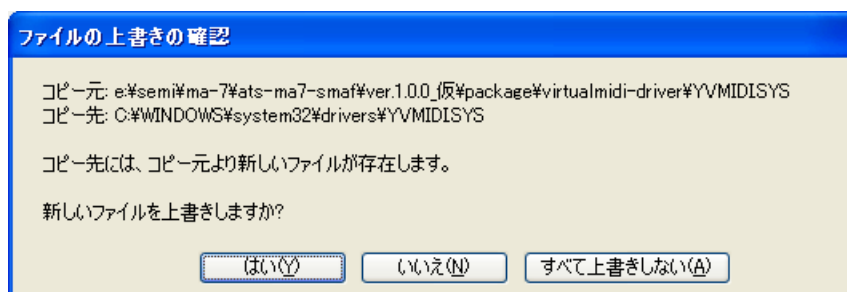 ファイルの上書きの確認
コピー元: e:¥semi¥ma-7¥ats-ma7-smaf¥ver.1.0.0_仮¥package¥virtualmidi-driver¥YVMIDISYS
コピー先: C:¥WINDOWS¥system32¥drivers¥YVMIDISYS
コピー先には、コピー元より新しいファイルが存在します。
新しいファイルを上書きしますか?
はい(Y) いいえ(N) すべて上書きしない(A)